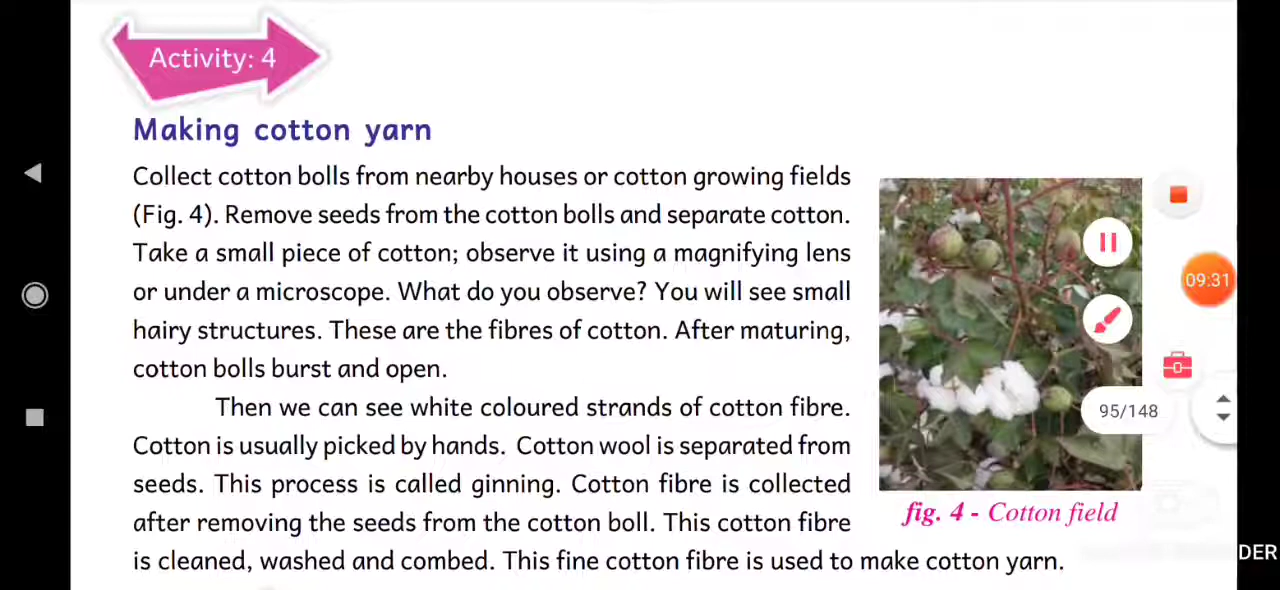 Activity: 4
Making cotton yarn
Collect cotton bolls from nearby houses or cotton growing fields
(Fig. 4). Remove seeds from the cotton bolls and separate cotton.
Take a small piece of cotton; observe it using a magnifying lens
or under a microscope. What do you observe? You will see small
hairy structures. These are the fibres of cotton. After maturing,
cotton bolls burst and open.
Then we can see white coloured strands of cotton fibre.
Cotton is usually picked by hands. Cotton wool is separated from
seeds. This process is called ginning. Cotton fibre is collected
after removing the seeds from the cotton boll. This cotton fibre
is cleaned, washed and combed. This fine cotton fibre is used to make cotton yarn.
fig. 4 - Cotton field
09:31
95/148
DER